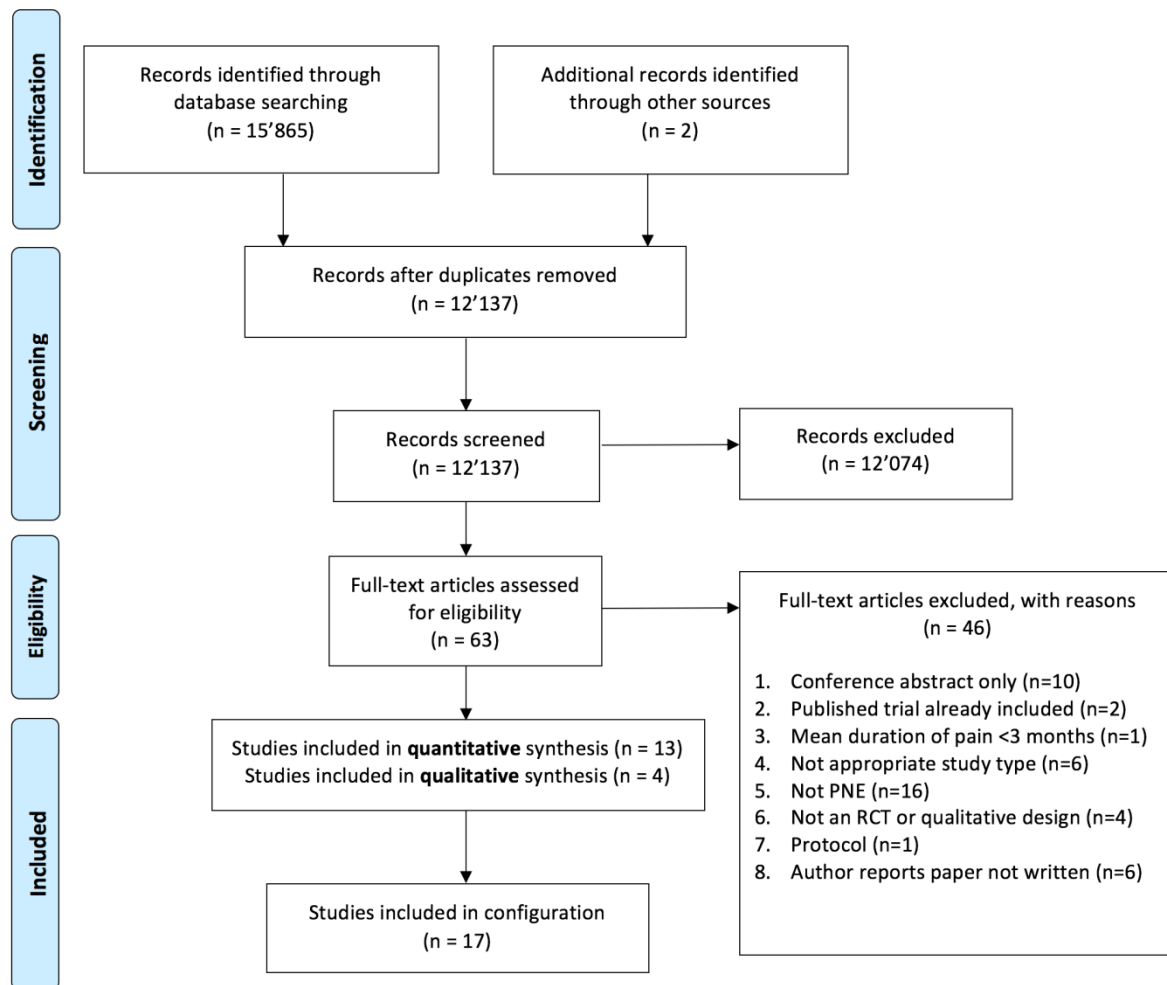 Identification
Records identified through
database searching
(n = 15’865)
Additional records identified
through other sources
(n = 2)
Screening
Records after duplicates removed
(n = 12’137)
Records screened
(n = 12’137)
Records excluded
(n = 12’074)
Eligibility
Full-text articles assessed
for eligibility
(n = 63)
Full-text articles excluded, with reasons
(n = 46)
1. Conference abstract only (n=10)
2. Published trial already included (n=2)
3. Mean duration of pain <3 months (n=1)
4. Not appropriate study type (n=6)
5. Not PNE (n=16)
6. Not an RCT or qualitative design (n=4)
7. Protocol (n=1)
8. Author reports paper not written (n=6)
Included
Studies included in quantitative synthesis (n = 13)
Studies included in qualitative synthesis (n = 4)
Studies included in configuration
(n = 17)